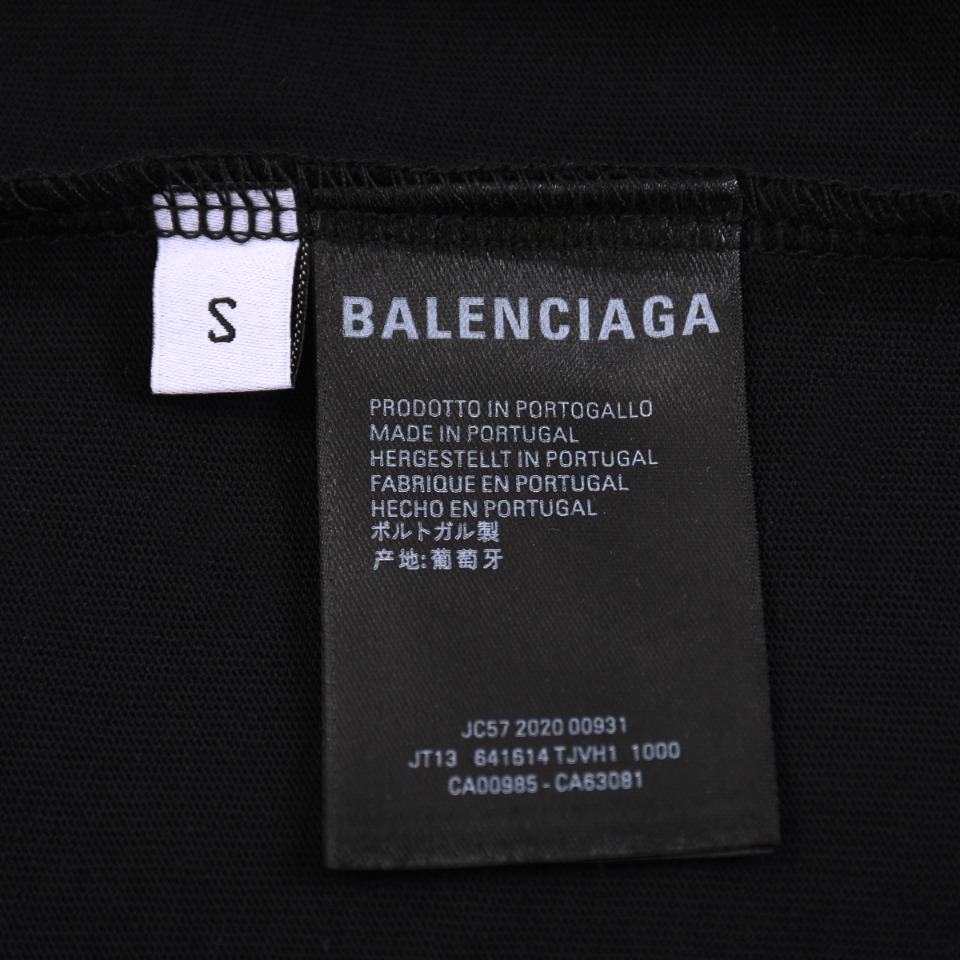 S
BALENCIAGA
PRODOTTO IN PORTOGALLO
MADE IN PORTUGAL
HERGESTELLT IN PORTUGAL
FABRIQUE EN PORTUGAL
HECHO EN PORTUGAL
ポルトガル製
产地:葡萄牙
JC57 2020 00931
JT13 641614 TJVH1 1000
CA00985 - CA63081